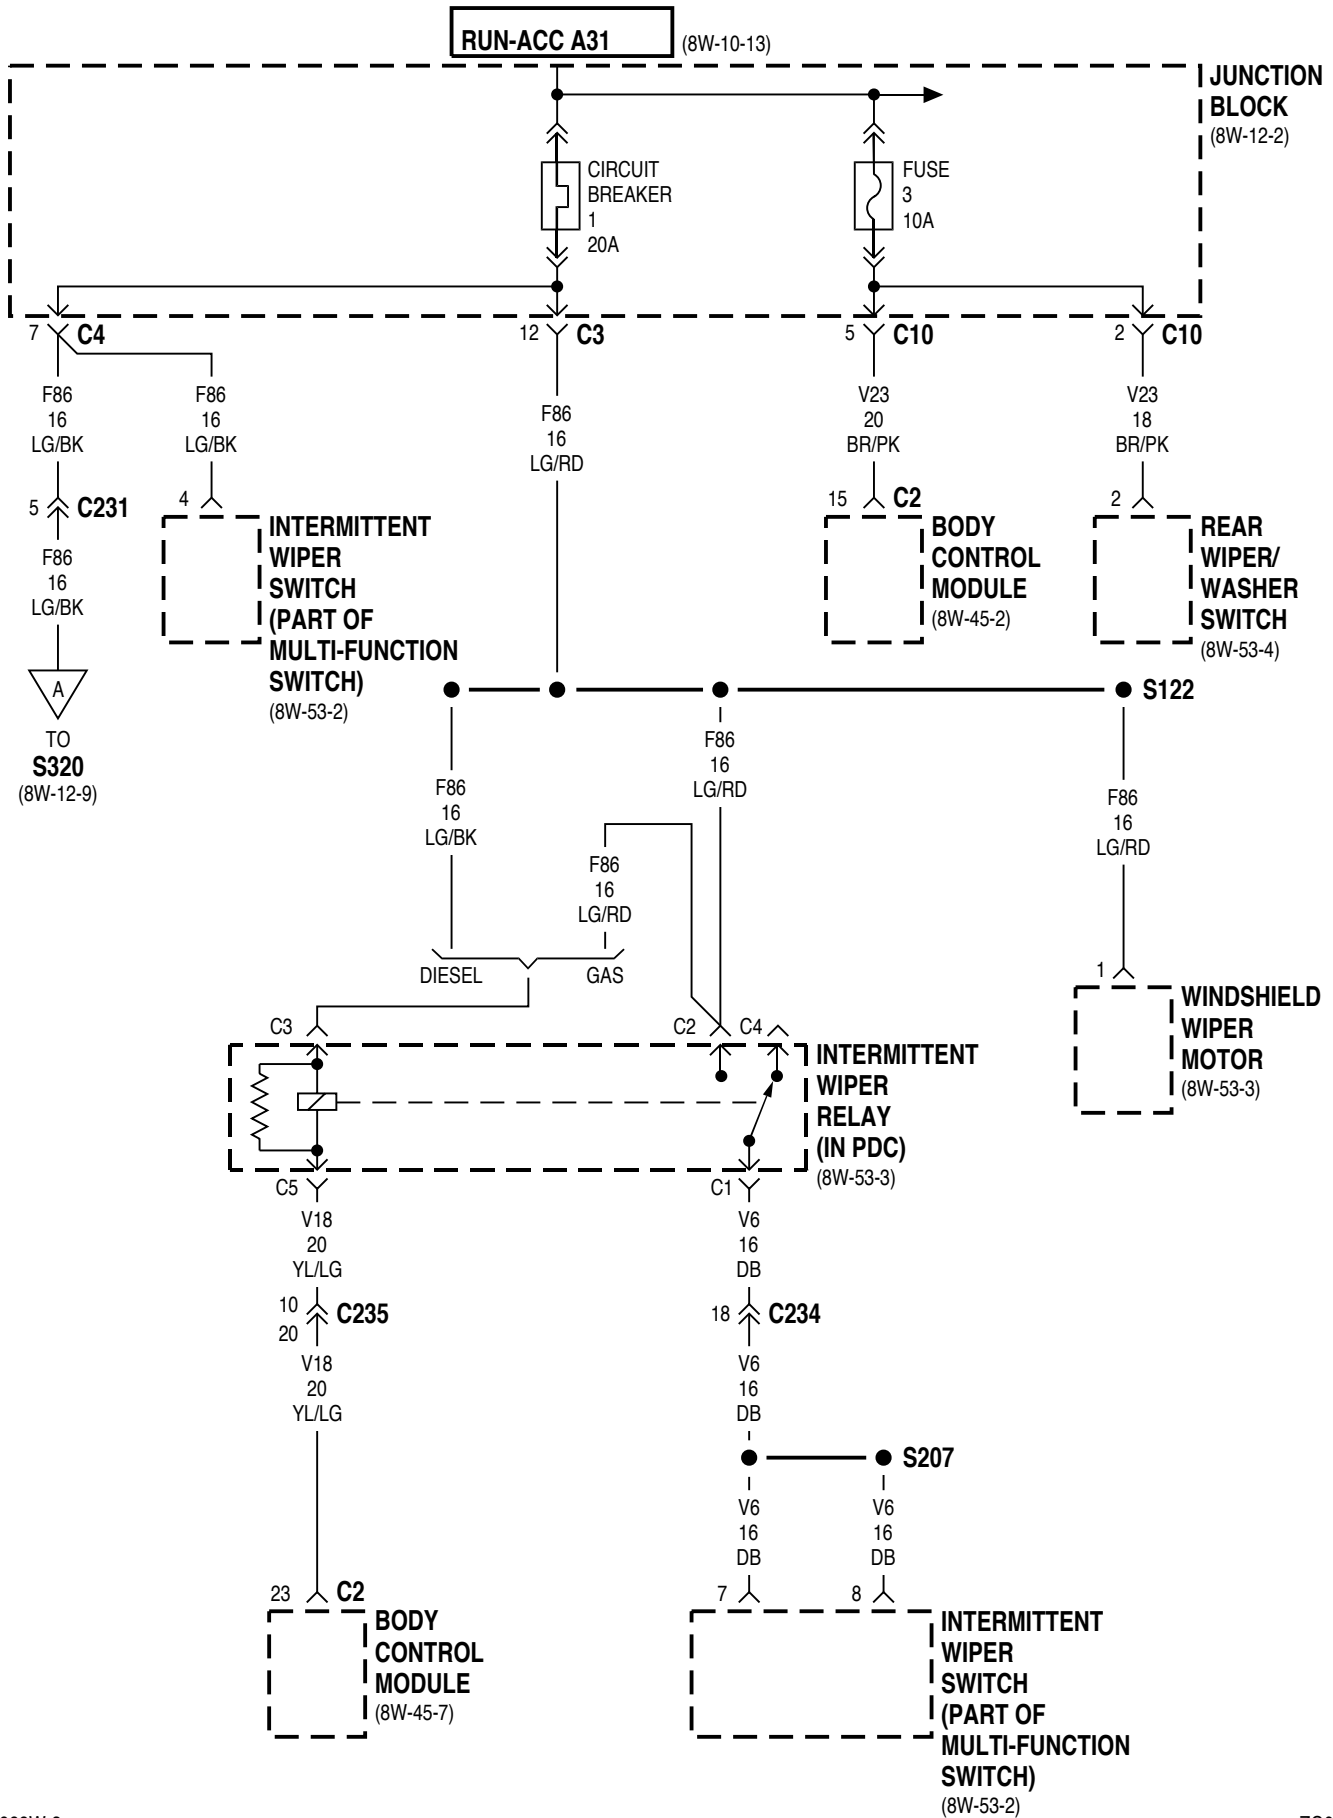 RUN-ACC A31
(8W-10-13)
JUNCTION
BLOCK
(8W-12-2)
CIRCUIT
BREAKER
1
20A
FUSE
3
10A
7 C4
12 C3
5 C10
2 C10
F86
16
LG/BK
F86
16
LG/BK
F86
16
LG/RD
V23
20
BR/PK
V23
18
BR/PK
5 C231
4
15 C2
2
F86
16
LG/BK
INTERMITTENT
WIPER
SWITCH
(PART OF
MULTI-FUNCTION
SWITCH)
(8W-53-2)
BODY
CONTROL
MODULE
(8W-45-2)
REAR
WIPER/
WASHER
SWITCH
(8W-53-4)
A
TO
S320
(8W-12-9)
S122
F86
16
LG/BK
F86
16
LG/RD
F86
16
LG/RD
F86
16
LG/RD
DIESEL
GAS
1
WINDSHIELD
WIPER
MOTOR
(8W-53-3)
C3
C2
C4
INTERMITTENT
WIPER
RELAY
(IN PDC)
(8W-53-3)
C5
C1
V18
20
YL/LG
V6
16
DB
10
20
C235
18 C234
V18
20
YL/LG
V6
16
DB
S207
V6
16
DB
V6
16
DB
23 C2
7
8
BODY
CONTROL
MODULE
(8W-45-7)
INTERMITTENT
WIPER
SWITCH
(PART OF
MULTI-FUNCTION
SWITCH)
(8W-53-2)